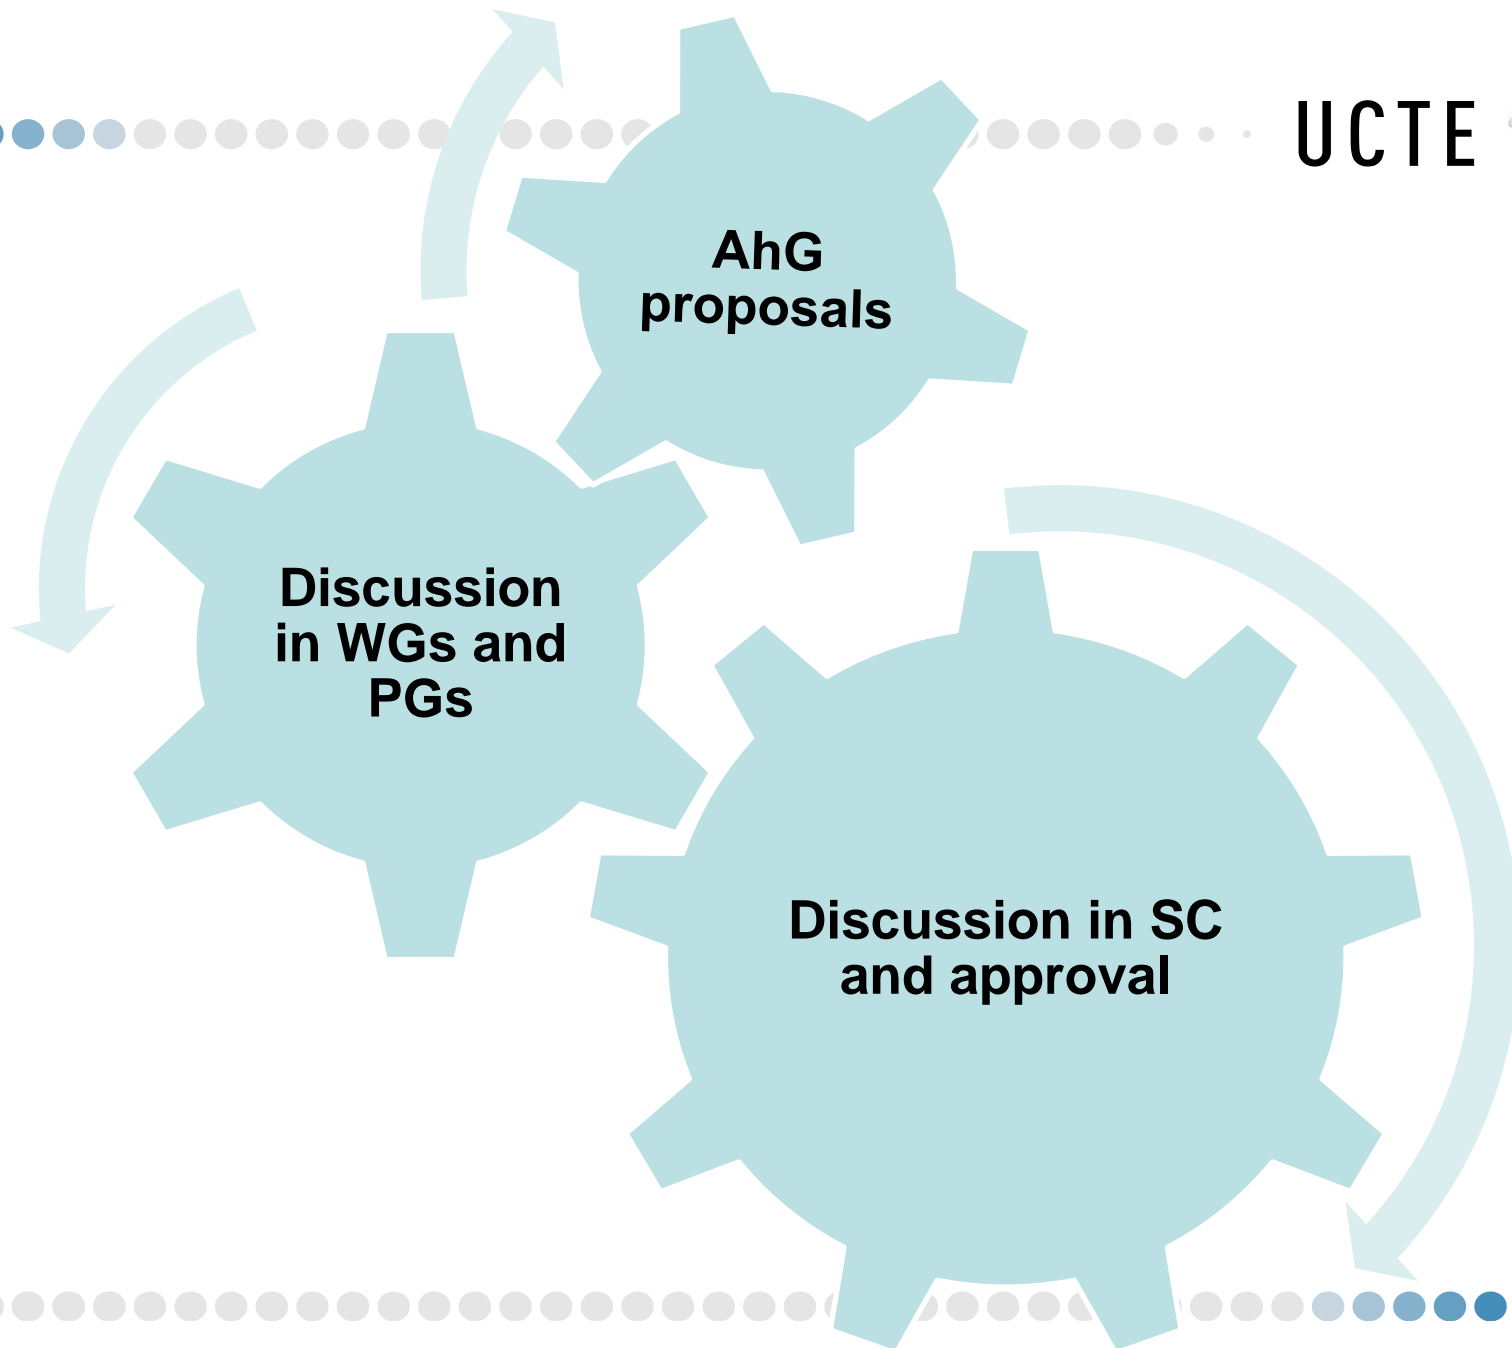 UCTE
AhG
proposals
Discussion
in WGs and
PGs
Discussion in SC
and approval